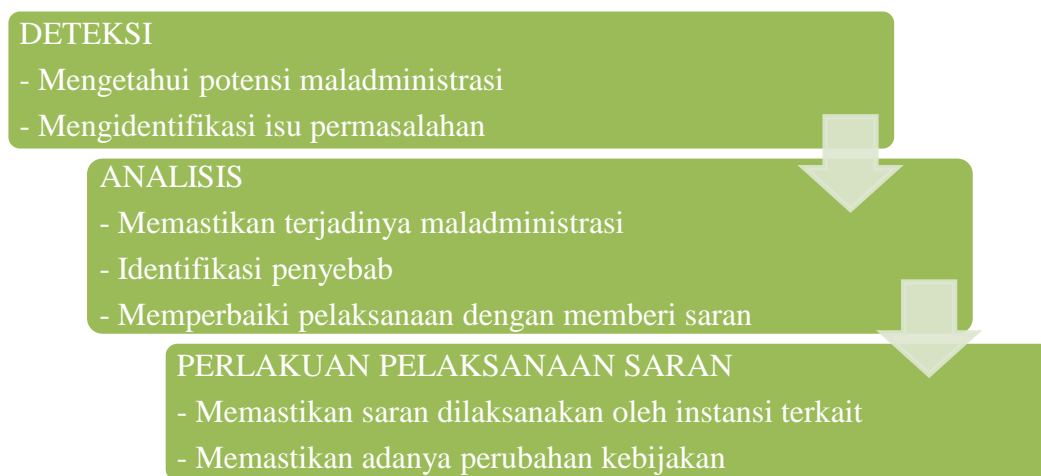 DETEKSI
- Mengetahui potensi maladministrasi
- Mengidentifikasi isu permasalahan
ANALISIS
- Memastikan terjadinya maladministrasi
- Identifikasi penyebab
- Memperbaiki pelaksanaan dengan memberi saran
PERLAKUAN PELAKSANAAN SARAN
- Memastikan saran dilaksanakan oleh instansi terkait
- Memastikan adanya perubahan kebijakan